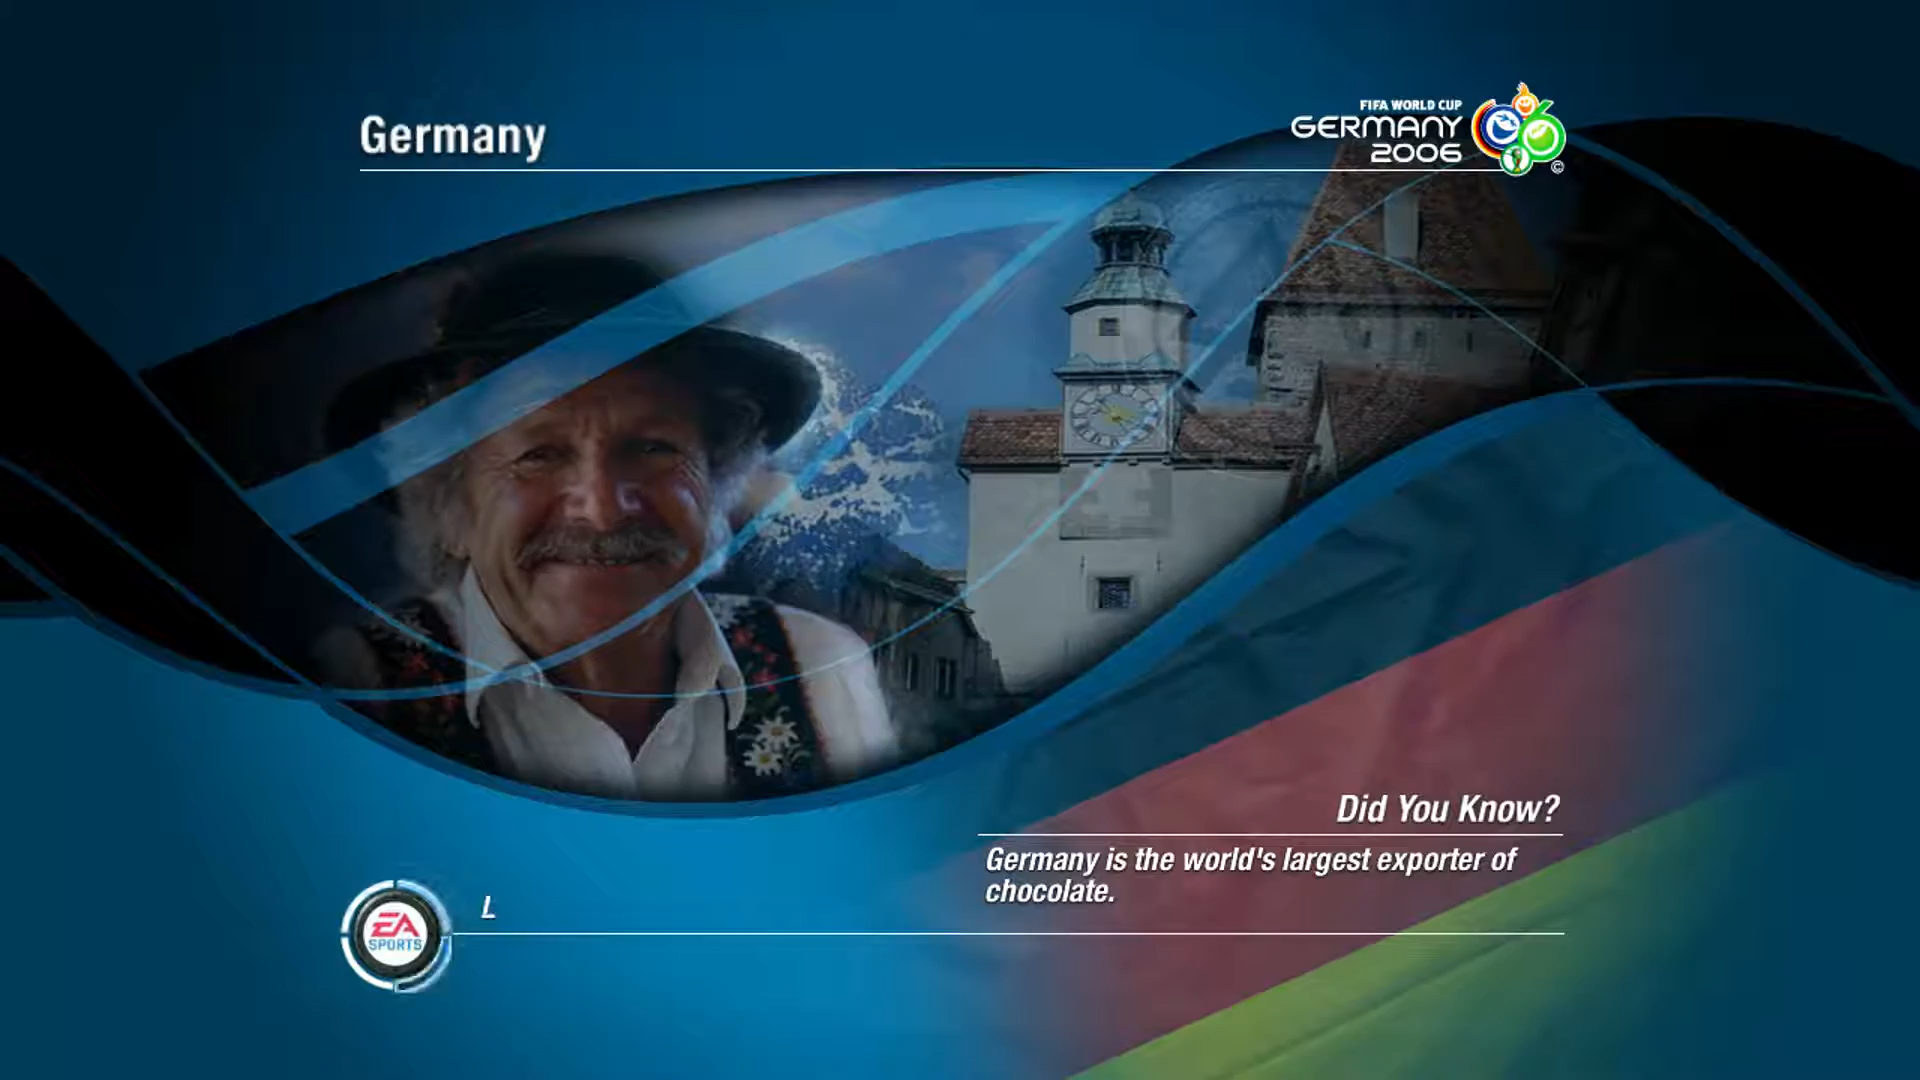 Germany
FIFA WORLD CUP
GERMANY
2006
©
Did You Know?
Germany is the world's largest exporter of
chocolate.
L
EA
SPORTS